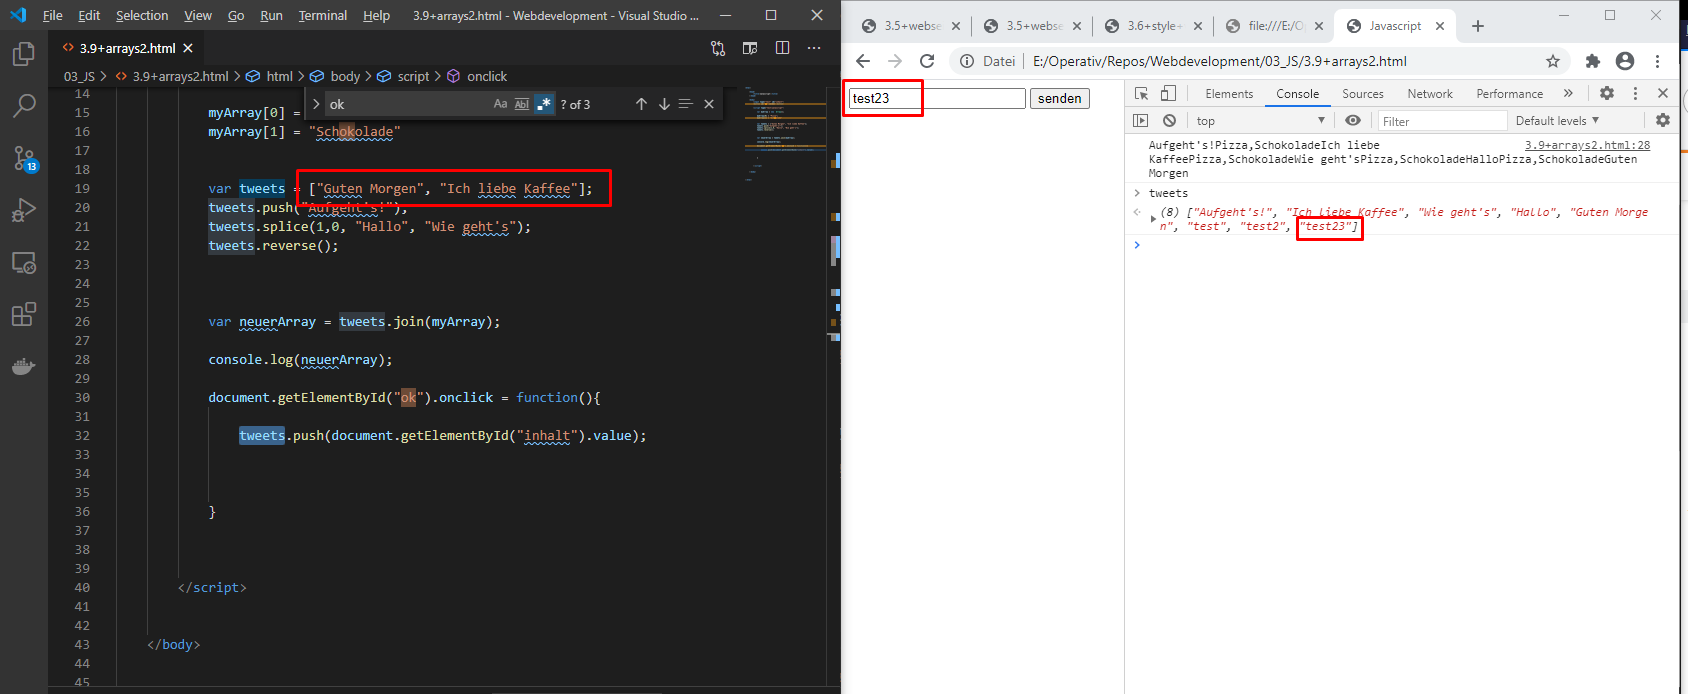 File Edit Selection View Go Run Terminal Help 3.9+arrays2.html - Webdevelopment - Visual Studio ...
3.9+arrays2.html
03_JS > 3.9+arrays2.html > html > body > script > onclick
ok Aa Abl .* ? of 3
13
14
15 myArray[0] =
16 myArray[1] = "Schokolade"
17
18
19 var tweets = ["Guten Morgen", "Ich liebe Kaffee"];
20 tweets.push("Aufgeht's!");
21 tweets.splice(1,0, "Hallo", "Wie geht's");
22 tweets.reverse();
23
24
25
26 var neuerArray = tweets.join(myArray);
27
28 console.log(neuerArray);
29
30 document.getElementById("ok").onclick = function(){
31
32 tweets.push(document.getElementById("inhalt").value);
33
34
35
36 }
37
38
39
40 </script>
41
42
43 </body>
44
45
3.5+webse
3.5+webse
3.6+style+
file:///E:/O
Javascript
Datei E:/Operativ/Repos/Webdevelopment/03_JS/3.9+arrays2.html
test23 senden
Elements Console Sources Network Performance »
top Filter Default levels
Aufgeht's!Pizza,SchokoladeIch liebe 3.9+arrays2.html:28
KaffeePizza,SchokoladeWie geht'sPizza,SchokoladeHalloPizza,SchokoladeGuten
Morgen
> tweets
(8) ["Aufgeht's!", "Ich liebe Kaffee", "Wie geht's", "Hallo", "Guten Morge
n", "test", "test2", "test23"]
>